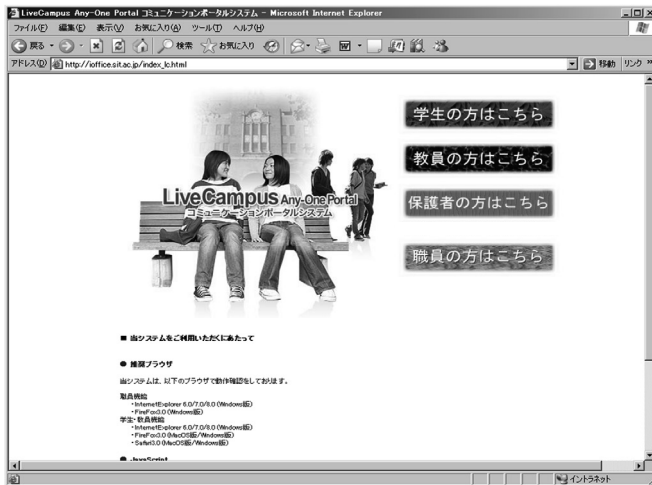 LiveCampus Any-One Portal コミュニケーションポータルシステム - Microsoft Internet Explorer
ファイル(F) 編集(E) 表示(V) お気に入り(A) ツール(T) ヘルプ(H)
戻る 検索 お気に入り
アドレス(D) http://ioffice.sit.ac.jp/index_lc.html 移動 リンク »
学生の方はこちら
教員の方はこちら
保護者の方はこちら
職員の方はこちら
LiveCampus Any-One Portal
コミュニケーションポータルシステム
■ 当システムをご利用いただくにあたって
● 推奨ブラウザ
当システムは、以下のブラウザで動作確認をしております。
職員機能
・InternetExplorer 6.0/7.0/8.0 (Windows版)
・FireFox3.0 (Windows版)
学生・教員機能
・InternetExplorer 6.0/7.0/8.0 (Windows版)
・FireFox3.0 (MacOS版/Windows版)
・Safari3.0 (MacOS版/Windows版)
● JavaScript
イントラネット